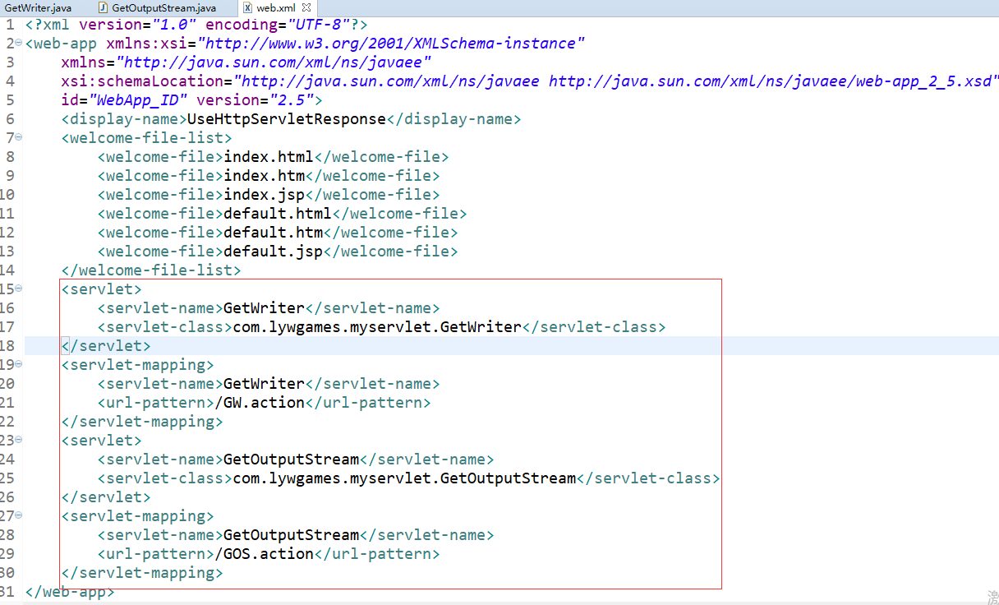 GetWriter.java GetOutputStream.java web.xml
1 <?xml version="1.0" encoding="UTF-8"?>
2 <web-app xmlns:xsi="http://www.w3.org/2001/XMLSchema-instance"
3 xmlns="http://java.sun.com/xml/ns/javaee"
4 xsi:schemaLocation="http://java.sun.com/xml/ns/javaee http://java.sun.com/xml/ns/javaee/web-app_2_5.xsd"
5 id="WebApp_ID" version="2.5">
6 <display-name>UseHttpServletResponse</display-name>
7 <welcome-file-list>
8 <welcome-file>index.html</welcome-file>
9 <welcome-file>index.htm</welcome-file>
10 <welcome-file>index.jsp</welcome-file>
11 <welcome-file>default.html</welcome-file>
12 <welcome-file>default.htm</welcome-file>
13 <welcome-file>default.jsp</welcome-file>
14 </welcome-file-list>
15 <servlet>
16 <servlet-name>GetWriter</servlet-name>
17 <servlet-class>com.lywgames.myservlet.GetWriter</servlet-class>
18 </servlet>
19 <servlet-mapping>
20 <servlet-name>GetWriter</servlet-name>
21 <url-pattern>/GW.action</url-pattern>
22 </servlet-mapping>
23 <servlet>
24 <servlet-name>GetOutputStream</servlet-name>
25 <servlet-class>com.lywgames.myservlet.GetOutputStream</servlet-class>
26 </servlet>
27 <servlet-mapping>
28 <servlet-name>GetOutputStream</servlet-name>
29 <url-pattern>/GOS.action</url-pattern>
30 </servlet-mapping>
31 </web-app>